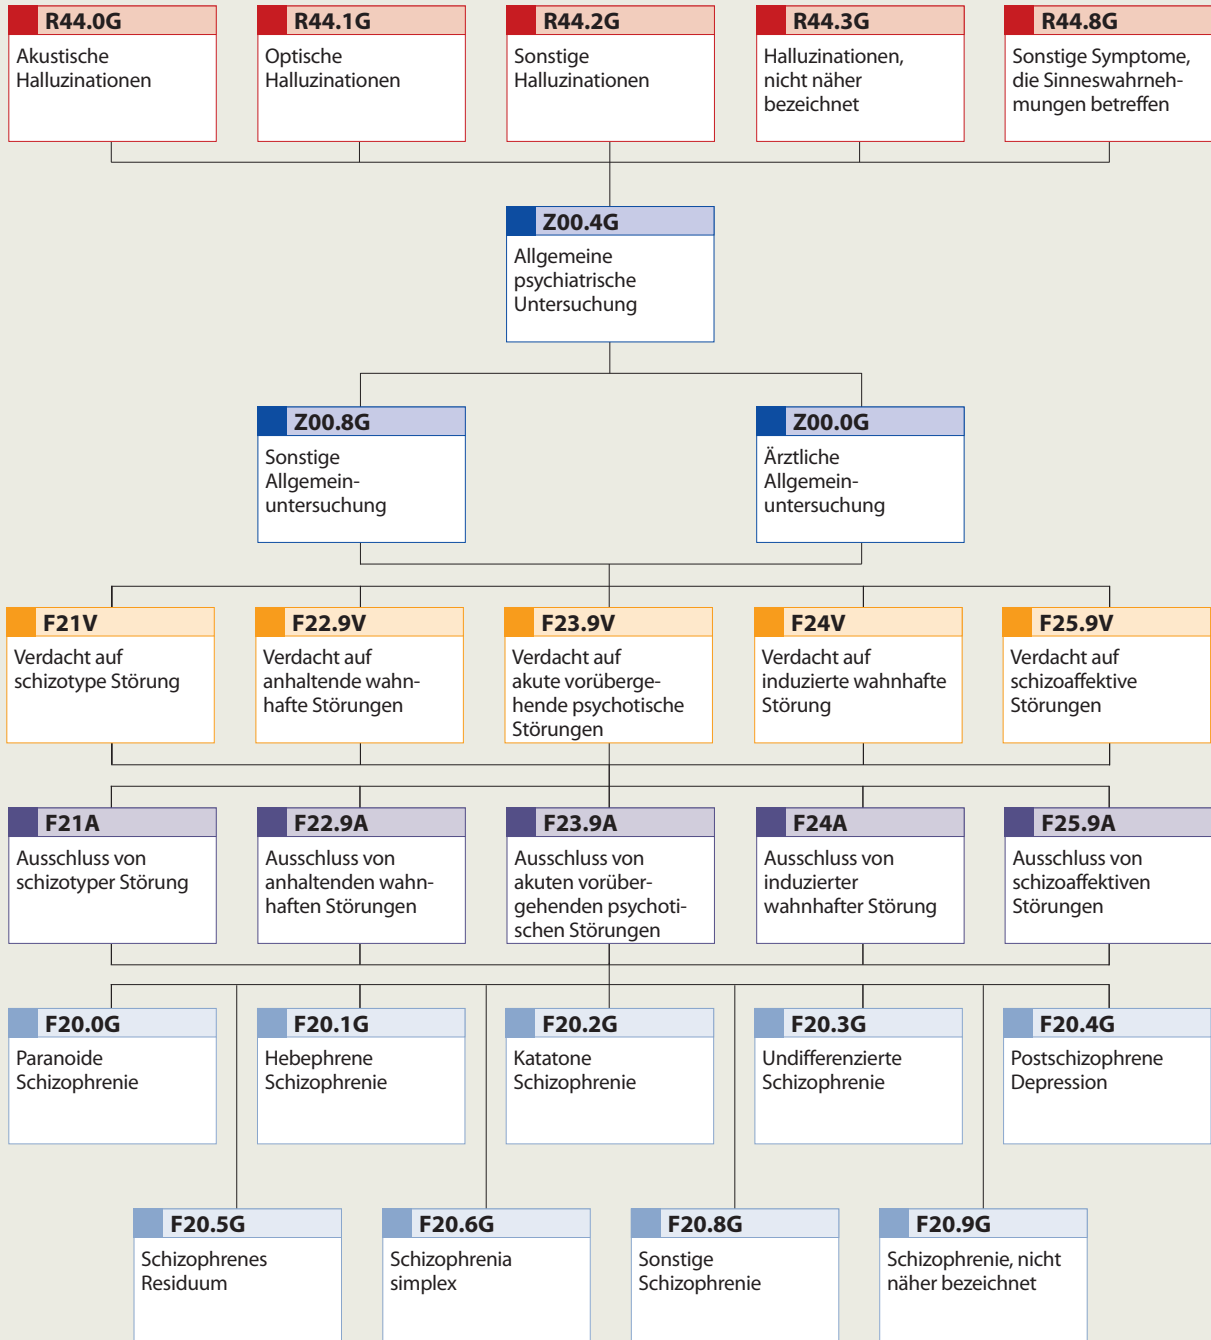 R44.0G
Akustische
Halluzinationen
R44.1G
Optische
Halluzinationen
R44.2G
Sonstige
Halluzinationen
R44.3G
Halluzinationen,
nicht näher
bezeichnet
R44.8G
Sonstige Symptome,
die Sinneswahrneh-
mungen betreffen
Z00.4G
Allgemeine
psychiatrische
Untersuchung
Z00.8G
Sonstige
Allgemein-
untersuchung
Z00.0G
Ärztliche
Allgemein-
untersuchung
F21V
Verdacht auf
schizotype Störung
F22.9V
Verdacht auf
anhaltende wahn-
hafte Störungen
F23.9V
Verdacht auf
akute vorüberge-
hende psychotische
Störungen
F24V
Verdacht auf
induzierte wahnhafte
Störung
F25.9V
Verdacht auf
schizoaffektive
Störungen
F21A
Ausschluss von
schizotyper Störung
F22.9A
Ausschluss von
anhaltenden wahn-
haften Störungen
F23.9A
Ausschluss von
akuten vorüber-
gehenden psychoti-
schen Störungen
F24A
Ausschluss von
induzierter
wahnhafter Störung
F25.9A
Ausschluss von
schizoaffektiven
Störungen
F20.0G
Paranoide
Schizophrenie
F20.1G
Hebephrene
Schizophrenie
F20.2G
Katatone
Schizophrenie
F20.3G
Undifferenzierte
Schizophrenie
F20.4G
Postschizophrene
Depression
F20.5G
Schizophrenes
Residuum
F20.6G
Schizophrenia
simplex
F20.8G
Sonstige
Schizophrenie
F20.9G
Schizophrenie, nicht
näher bezeichnet